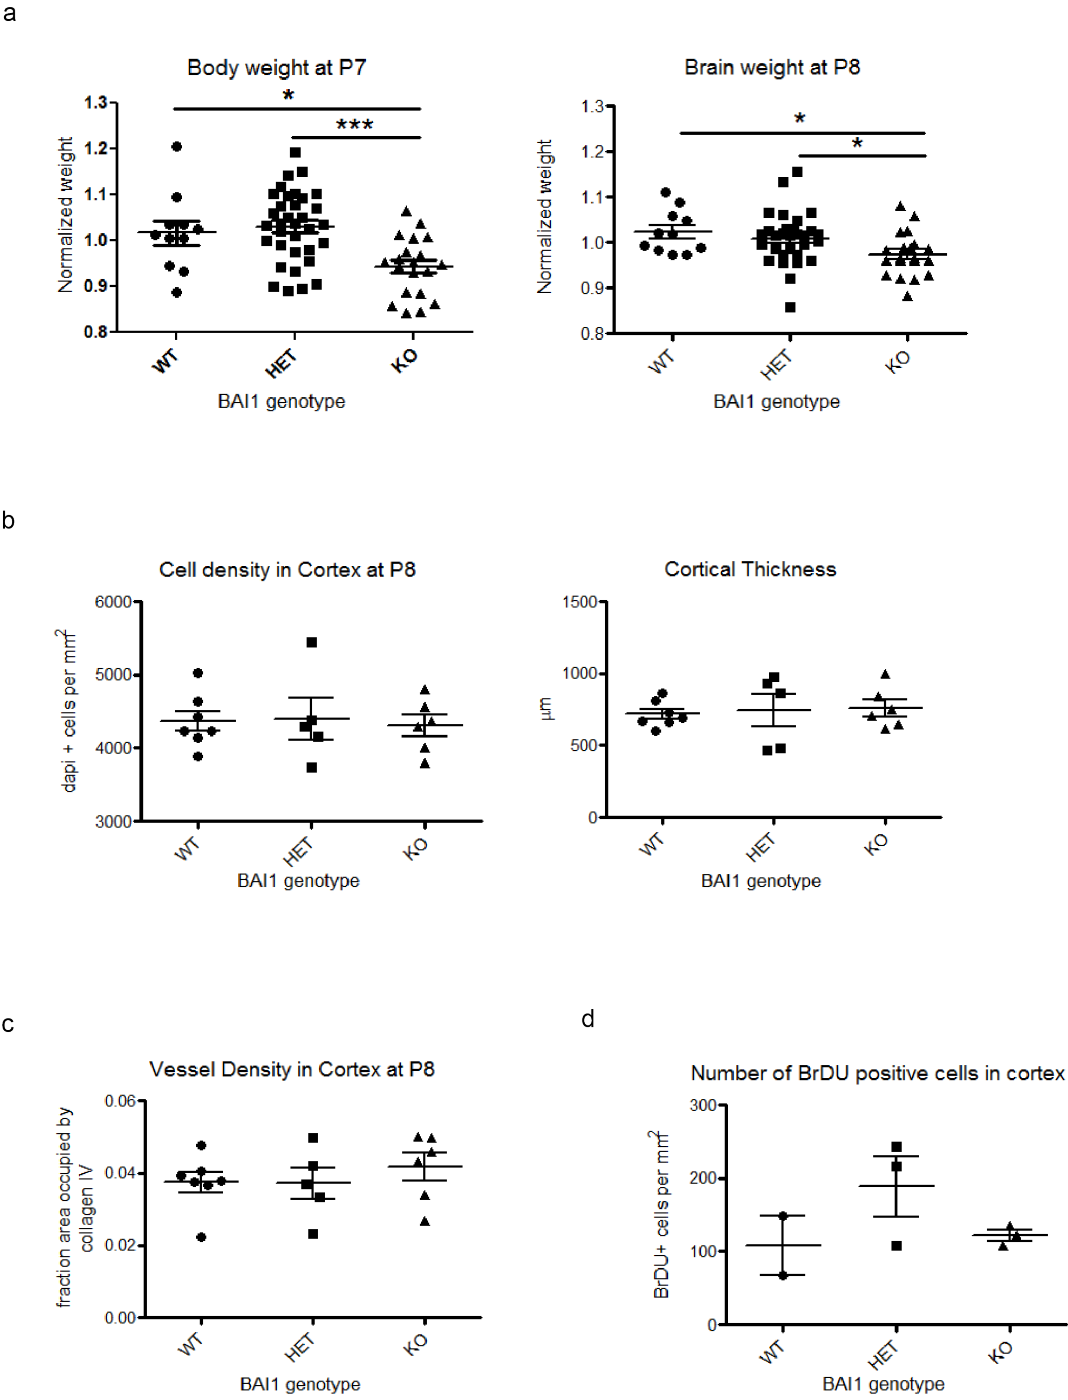 a
Body weight at P7
*
***
Normalized weight
1.3
1.2
1.1
1.0
0.9
0.8
WT
HET
KO
BAI1 genotype
Brain weight at P8
*
*
Normalized weight
1.3
1.2
1.1
1.0
0.9
0.8
WT
HET
KO
BAI1 genotype
b
Cell density in Cortex at P8
dapi + cells per mm²
6000
5000
4000
3000
WT
HET
KO
BAI1 genotype
Cortical Thickness
µm
1500
1000
500
0
WT
HET
KO
BAI1 genotype
c
Vessel Density in Cortex at P8
fraction area occupied by
collagen IV
0.06
0.04
0.02
0.00
WT
HET
KO
BAI1 genotype
d
Number of BrDU positive cells in cortex
BrDU+ cells per mm²
300
200
100
0
WT
HET
KO
BAI1 genotype